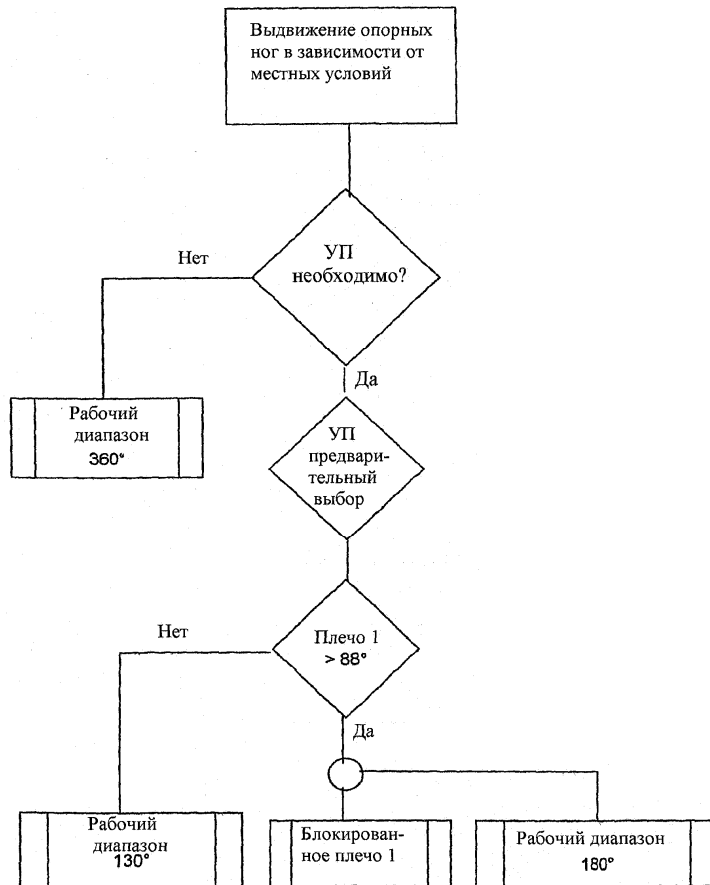 Выдвижение опорных
ног в зависимости от
местных условий
УП
необходимо?
Нет
Да
Рабочий
диапазон
360°
УП
предвари-
тельный
выбор
Плечо 1
> 88°
Нет
Да
Рабочий
диапазон
130°
Блокирован-
ное плечо 1
Рабочий диапазон
180°